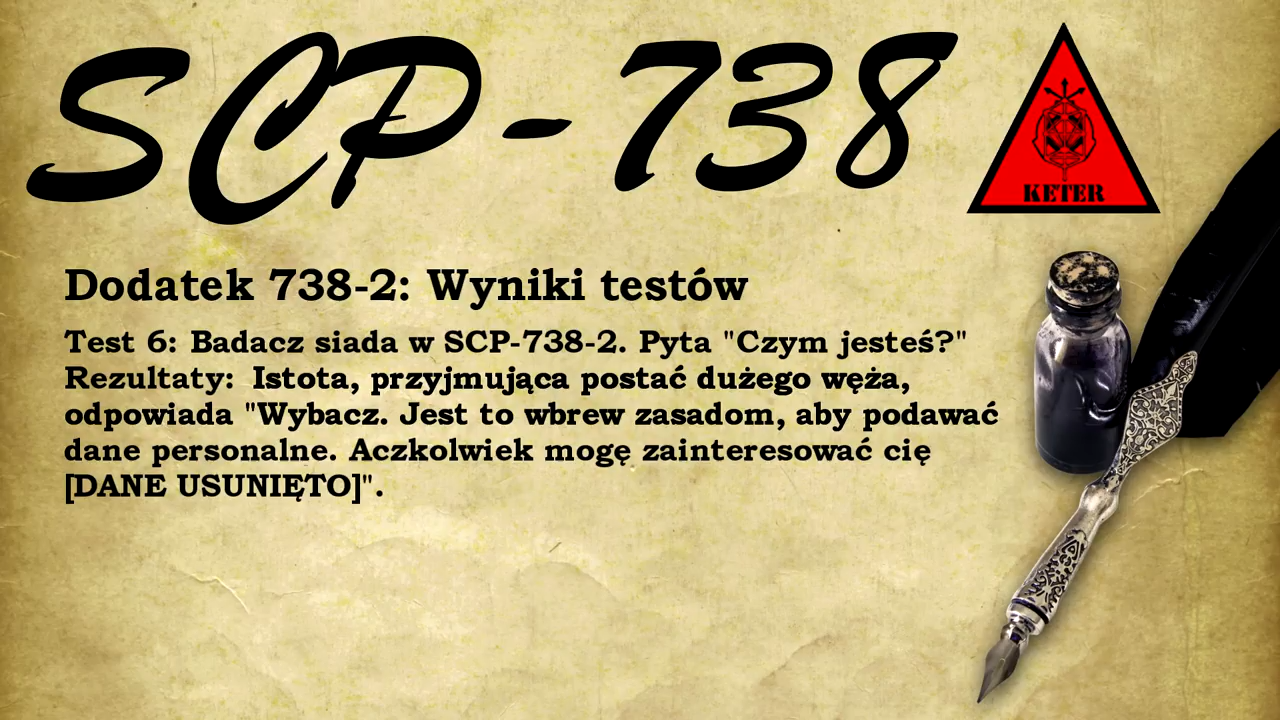 SCP-738
KETER
Dodatek 738-2: Wyniki testów
Test 6: Badacz siada w SCP-738-2. Pyta "Czym jesteś?"
Rezultaty: Istota, przyjmująca postać dużego węża,
odpowiada "Wybacz. Jest to wbrew zasadom, aby podawać
dane personalne. Aczkolwiek mogę zainteresować cię
[DANE USUNIĘTO]".